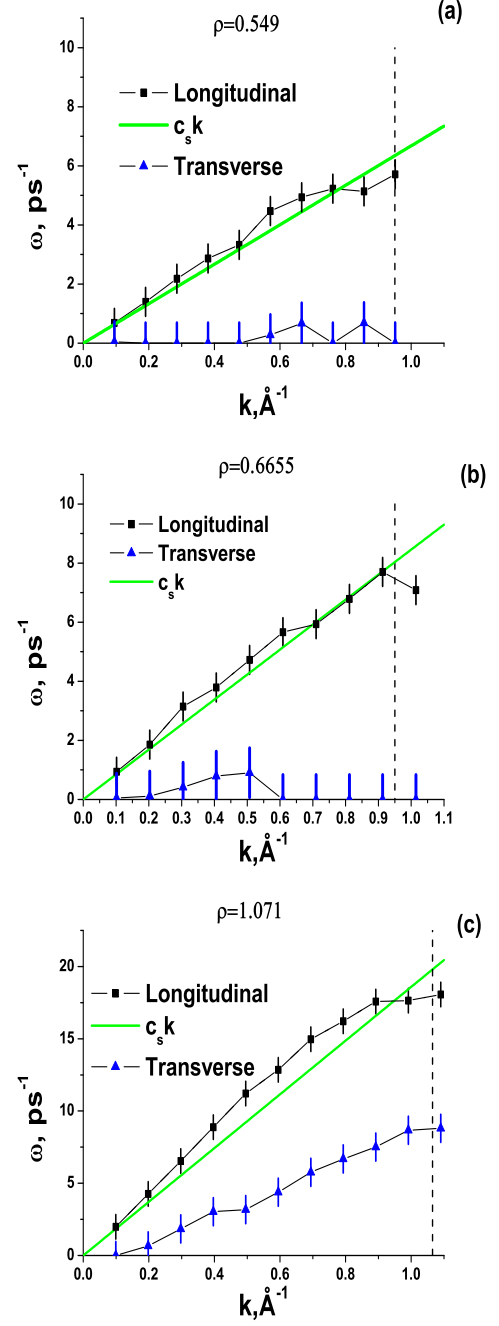 (a)
ρ=0.549
10
8
6
4
2
0
ω, ps⁻¹
Longitudinal
cₛk
Transverse
0.0 0.2 0.4 0.6 0.8 1.0
k,Å⁻¹
(b)
ρ=0.6655
10
8
6
4
2
0
ω, ps⁻¹
Longitudinal
Transverse
cₛk
0.0 0.1 0.2 0.3 0.4 0.5 0.6 0.7 0.8 0.9 1.0 1.1
k,Å⁻¹
(c)
ρ=1.071
20
15
10
5
0
ω, ps⁻¹
Longitudinal
cₛk
Transverse
0.0 0.2 0.4 0.6 0.8 1.0
k,Å⁻¹